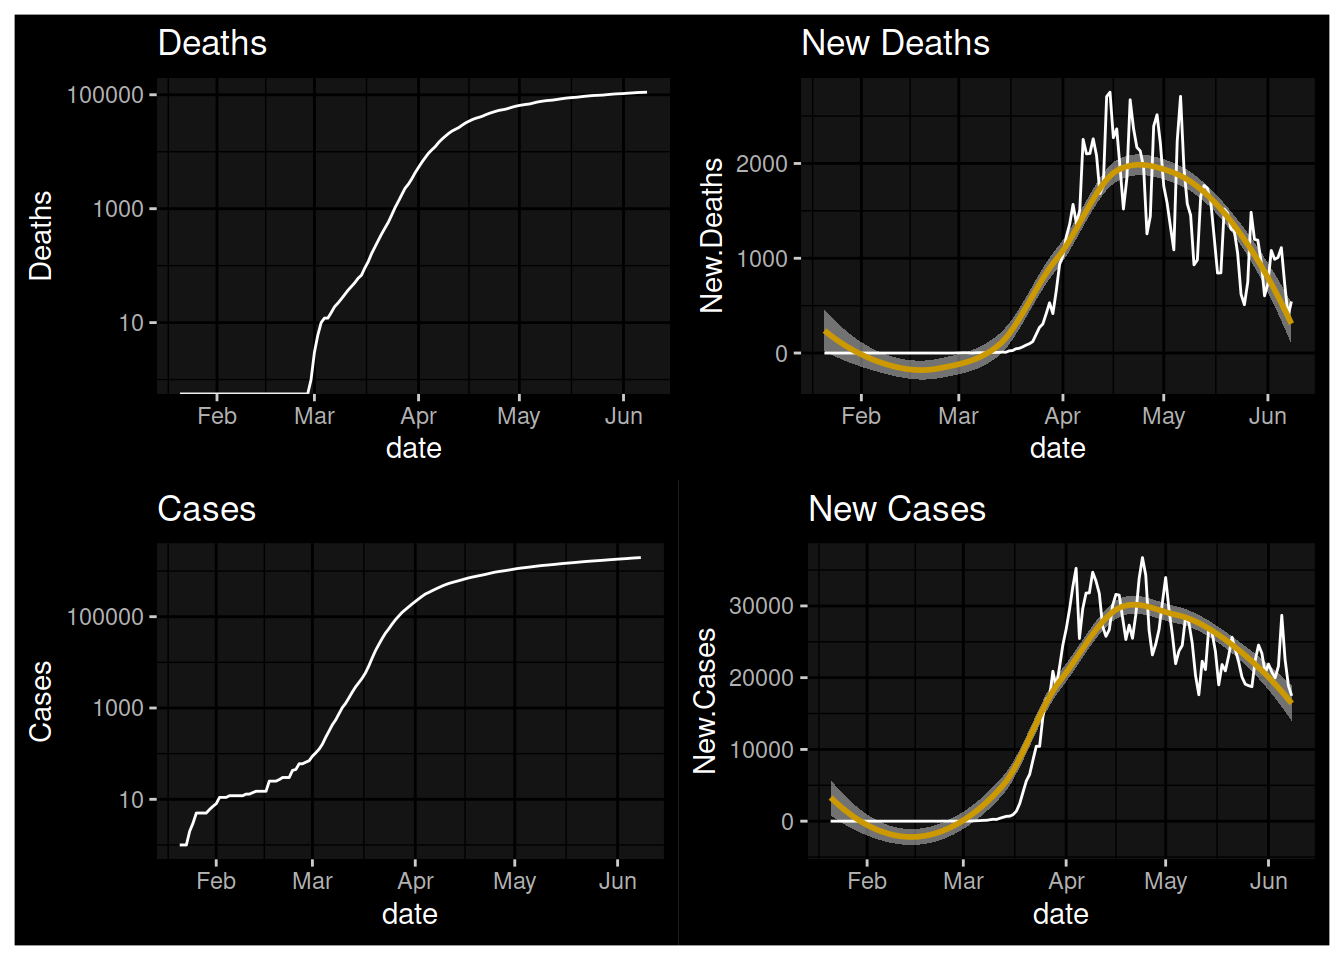 Deaths
100000
1000
10
Deaths
Feb Mar Apr May Jun
date
New Deaths
2000
1000
0
New.Deaths
Feb Mar Apr May Jun
date
Cases
100000
1000
10
Cases
Feb Mar Apr May Jun
date
New Cases
30000
20000
10000
0
New.Cases
Feb Mar Apr May Jun
date